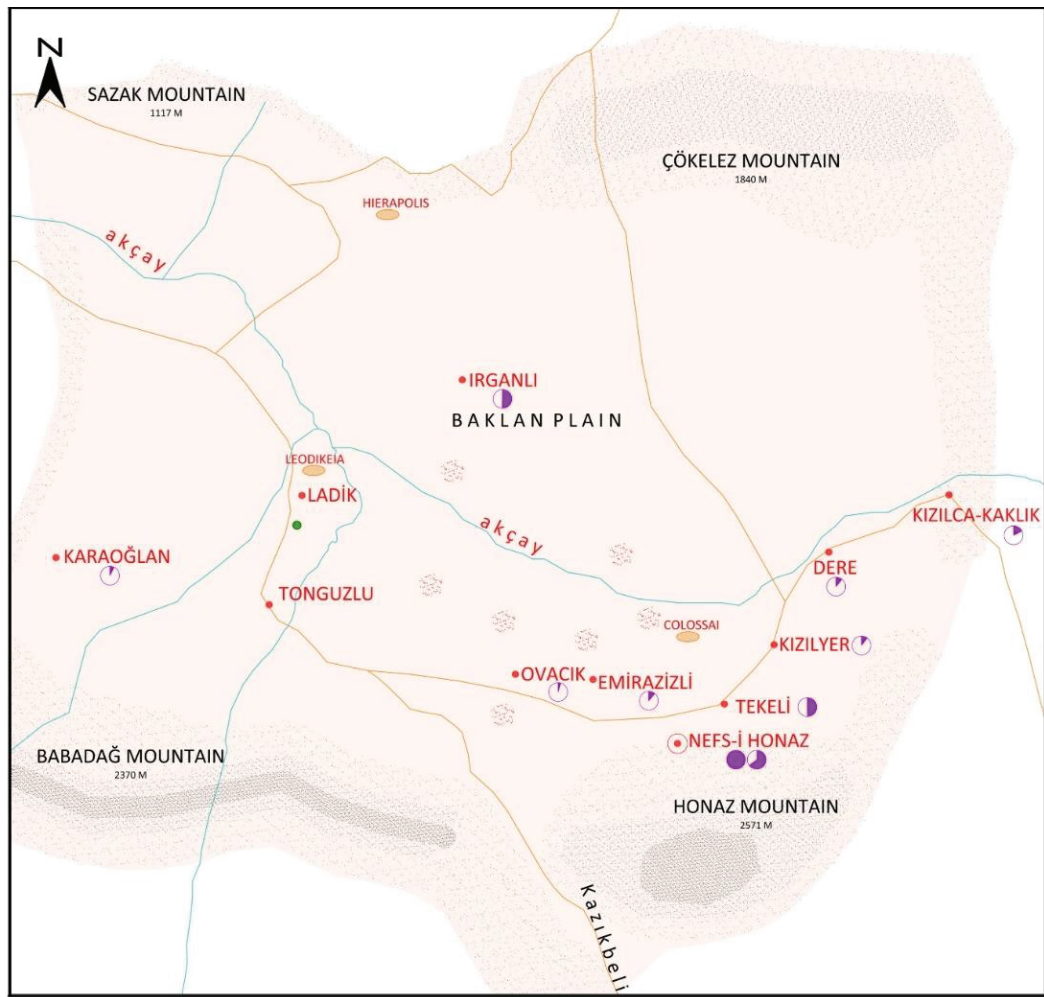 N
SAZAK MOUNTAIN
1117 M
ÇÖKELEZ MOUNTAIN
1840 M
HIERAPOLIS
akçay
IRGANLI
BAKLAN PLAIN
LEODIKEIA
LADİK
akçay
KIZILCA-KAKLIK
KARAOĞLAN
DERE
TONGUZLU
COLOSSAI
KIZILYER
OVACIK
EMİRAZİZLİ
TEKELİ
NEFS-İ HONAZ
BABADAĞ MOUNTAIN
2370 M
HONAZ MOUNTAIN
2571 M
Kazıkbeli